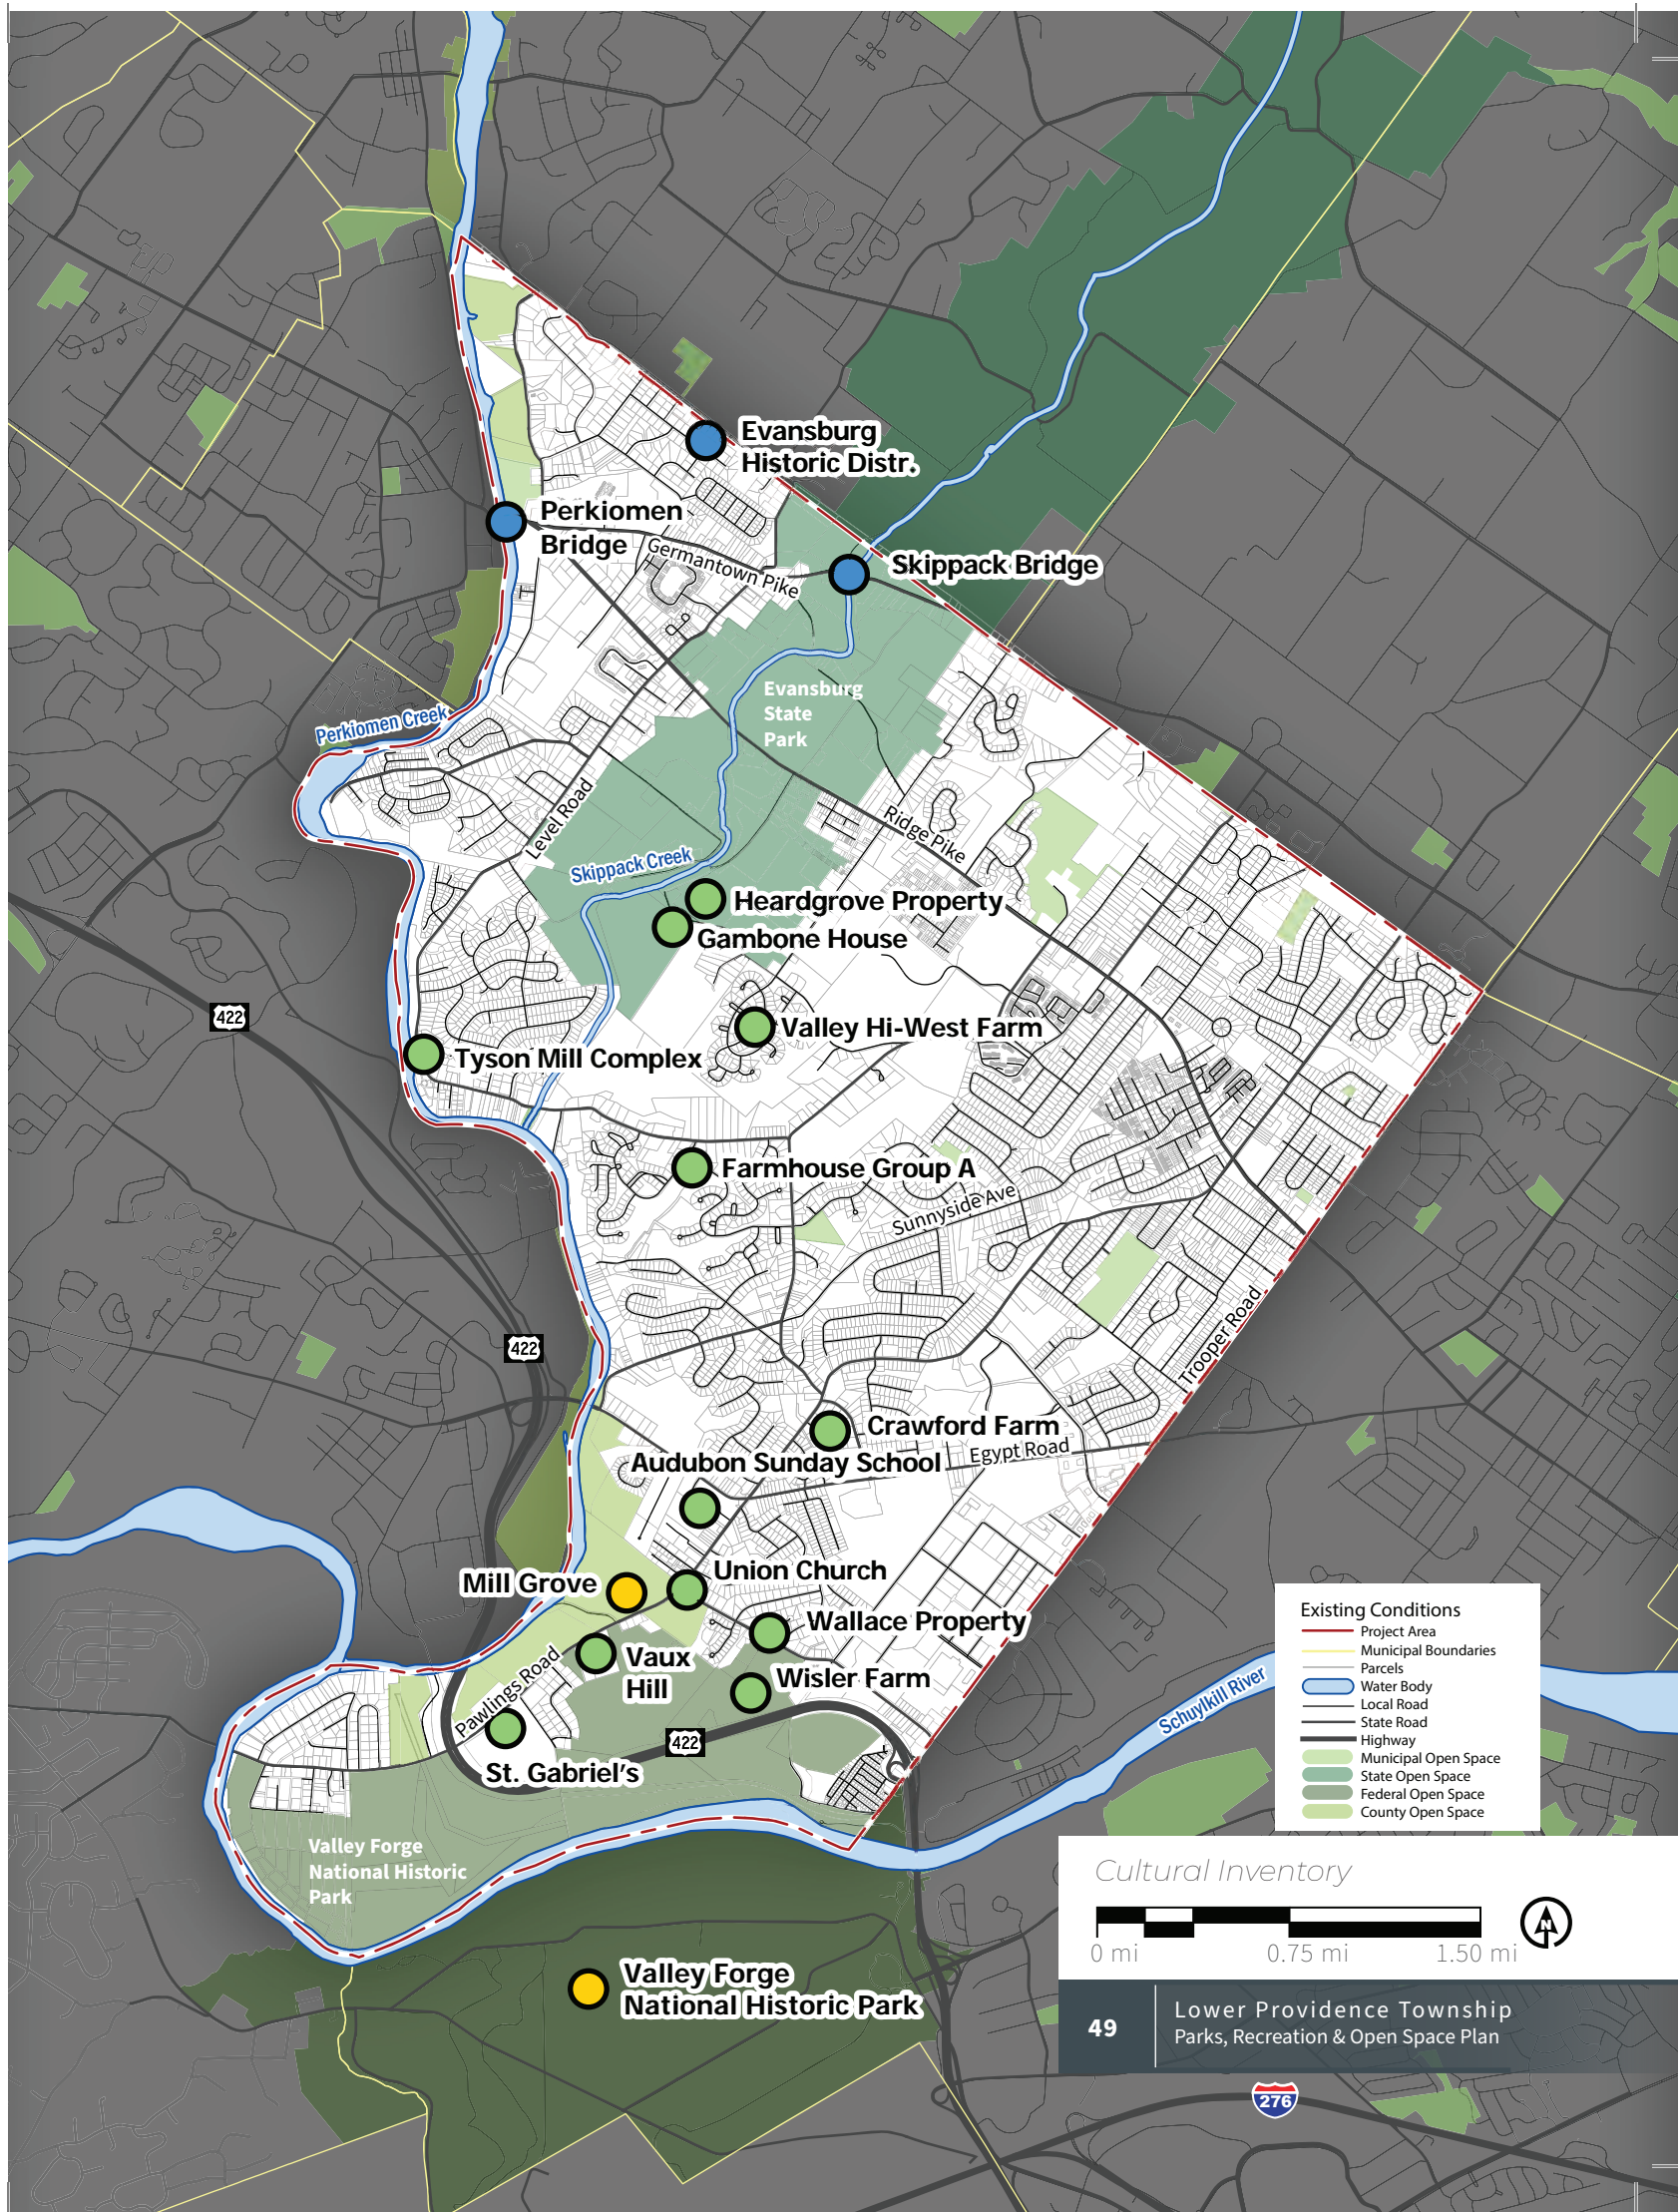 Evansburg
Historic Distr.
Perkiomen
Bridge
Germantown Pike
Skippack Bridge
Evansburg
State
Park
Perkiomen Creek
Level Road
Ridge Pike
Skippack Creek
Heardgrove Property
Gambone House
422
Valley Hi-West Farm
Tyson Mill Complex
Farmhouse Group A
Sunnyside Ave
Trooper Road
422
Crawford Farm
Egypt Road
Audubon Sunday School
Union Church
Mill Grove
Wallace Property
Vaux
Hill
Wisler Farm
Pawlings Road
422
St. Gabriel's
Schuylkill River
Valley Forge
National Historic
Park
Valley Forge
National Historic Park
Existing Conditions
Project Area
Municipal Boundaries
Parcels
Water Body
Local Road
State Road
Highway
Municipal Open Space
State Open Space
Federal Open Space
County Open Space
Cultural Inventory
0 mi 0.75 mi 1.50 mi
N
49
Lower Providence Township
Parks, Recreation & Open Space Plan
276